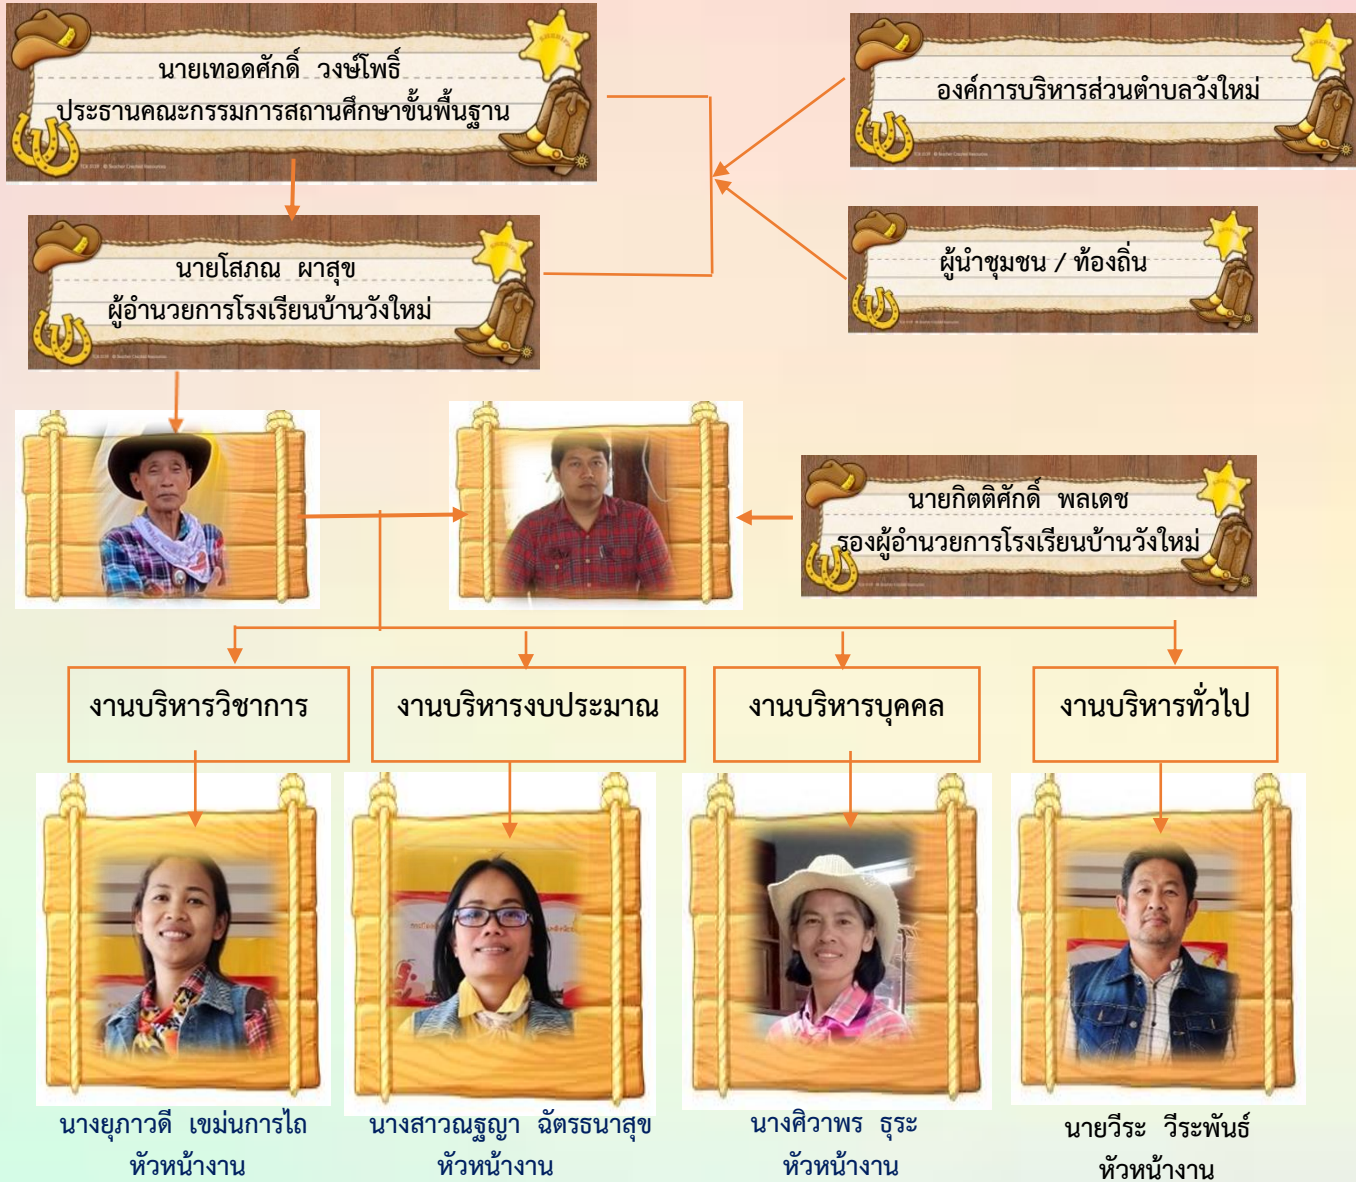 นายเทอดศักดิ์ วงษ์โพธิ์
ประธานคณะกรรมการสถานศึกษาขั้นพื้นฐาน
องค์การบริหารส่วนตำบลวังใหม่
นายโสภณ ผาสุข
ผู้อำนวยการโรงเรียนบ้านวังใหม่
ผู้นำชุมชน / ท้องถิ่น
นายกิตติศักดิ์ พลเดช
รองผู้อำนวยการโรงเรียนบ้านวังใหม่
งานบริหารวิชาการ
งานบริหารงบประมาณ
งานบริหารบุคคล
งานบริหารทั่วไป
นางยุภาวดี เขม่นการไถ
หัวหน้างาน
นางสาวณฐญา ฉัตรธนาสุข
หัวหน้างาน
นางศิวาพร ธุระ
หัวหน้างาน
นายวีระ วีระพันธ์
หัวหน้างาน